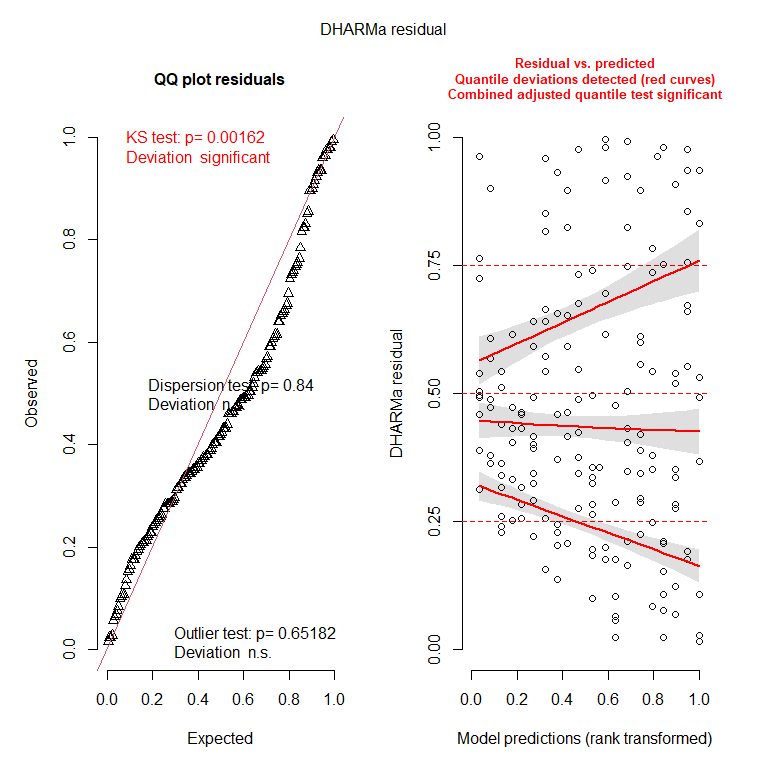 DHARMa residual
QQ plot residuals
KS test: p= 0.00162
Deviation significant
Dispersion test: p= 0.84
Deviation n.s.
Outlier test: p= 0.65182
Deviation n.s.
Observed
0.0 0.2 0.4 0.6 0.8 1.0
0.0 0.2 0.4 0.6 0.8 1.0
Expected
Residual vs. predicted
Quantile deviations detected (red curves)
Combined adjusted quantile test significant
DHARMa residual
0.00 0.25 0.50 0.75 1.00
0.0 0.2 0.4 0.6 0.8 1.0
Model predictions (rank transformed)